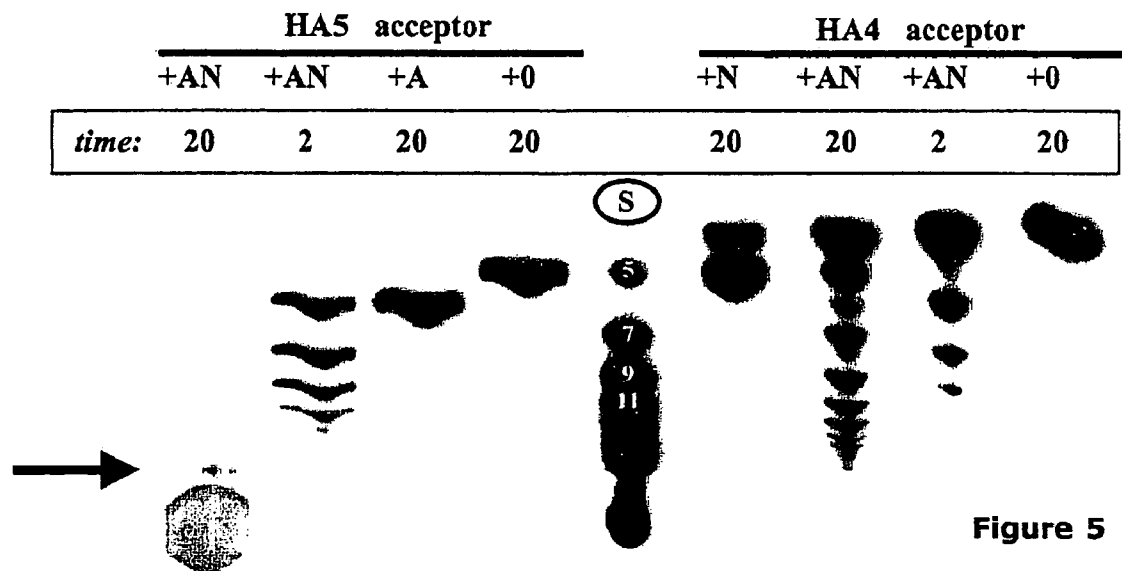 HA5 acceptor HA4 acceptor
+AN +AN +A +0 +N +AN +AN +0
time: 20 2 20 20 20 20 2 20
S
5
7
9
11
Figure 5